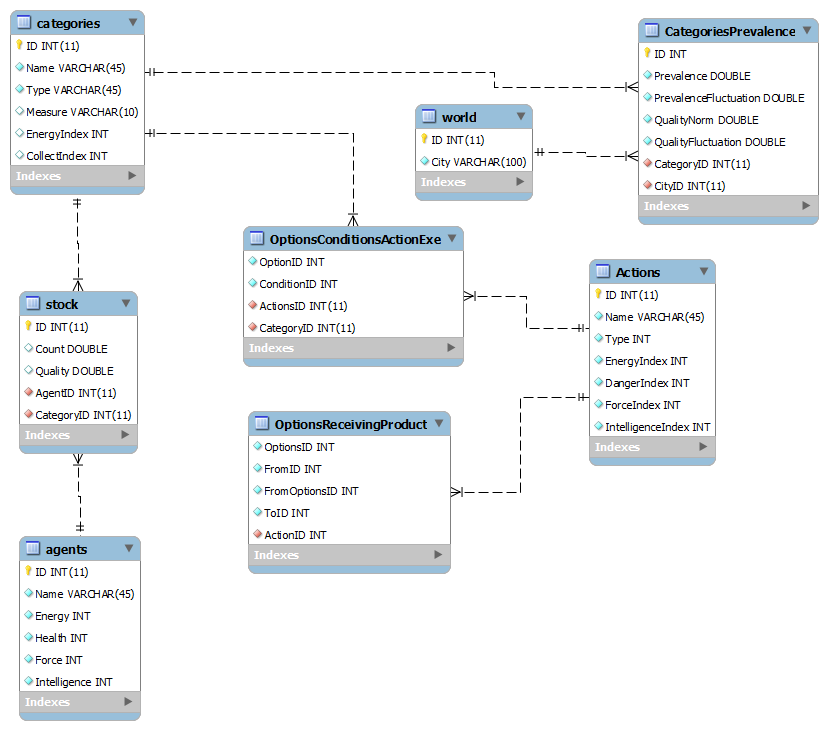 categories
ID INT(11)
Name VARCHAR(45)
Type VARCHAR(45)
Measure VARCHAR(10)
EnergyIndex INT
CollectIndex INT
Indexes
CategoriesPrevalence
ID INT
Prevalence DOUBLE
PrevalenceFluctuation DOUBLE
QualityNorm DOUBLE
QualityFluctuation DOUBLE
CategoryID INT(11)
CityID INT(11)
Indexes
world
ID INT(11)
City VARCHAR(100)
Indexes
OptionsConditionsActionExe
OptionID INT
ConditionID INT
ActionsID INT(11)
CategoryID INT(11)
Indexes
Actions
ID INT(11)
Name VARCHAR(45)
Type INT
EnergyIndex INT
DangerIndex INT
ForceIndex INT
IntelligenceIndex INT
Indexes
stock
ID INT(11)
Count DOUBLE
Quality DOUBLE
AgentID INT(11)
CategoryID INT(11)
Indexes
OptionsReceivingProduct
OptionsID INT
FromID INT
FromOptionsID INT
ToID INT
ActionID INT
Indexes
agents
ID INT(11)
Name VARCHAR(45)
Energy INT
Health INT
Force INT
Intelligence INT
Indexes